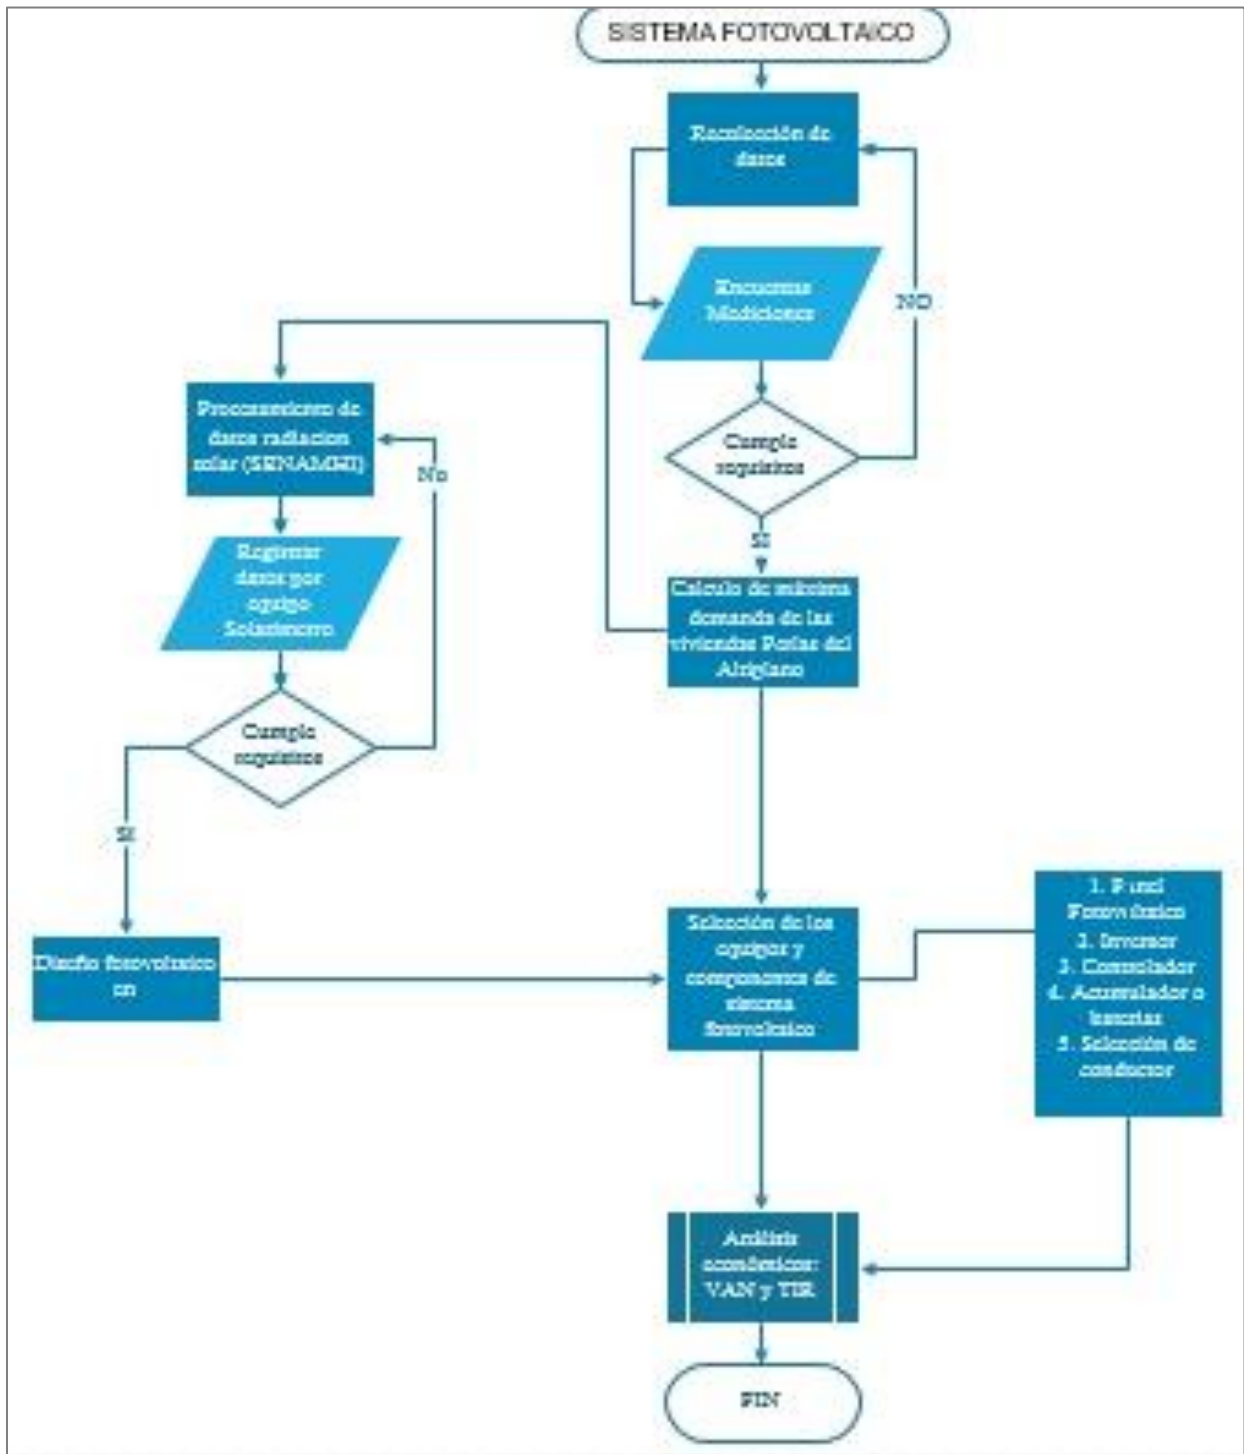 SISTEMA FOTOVOLTAICO
Recolección de
datos
Encuestas
Mediciones
NO
Cumple
requisitos
SI
Calculo de máxima
demanda de las
viviendas Perlas del
Altiplano
Procesamiento de
datos radiacion
solar (SENAMHI)
No
Registrar
datos por
equipo
Solarimetro
Cumple
requisitos
SI
Diseño fotovoltaico
on
Selección de los
equipos y
componentes de
sistema
fotovoltaico
1. Panel
Fotovoltaico
2. Inversor
3. Controlador
4. Acumulador o
baterias
5. Selección de
conductor
Análisis
económicos:
VAN y TIR
FIN